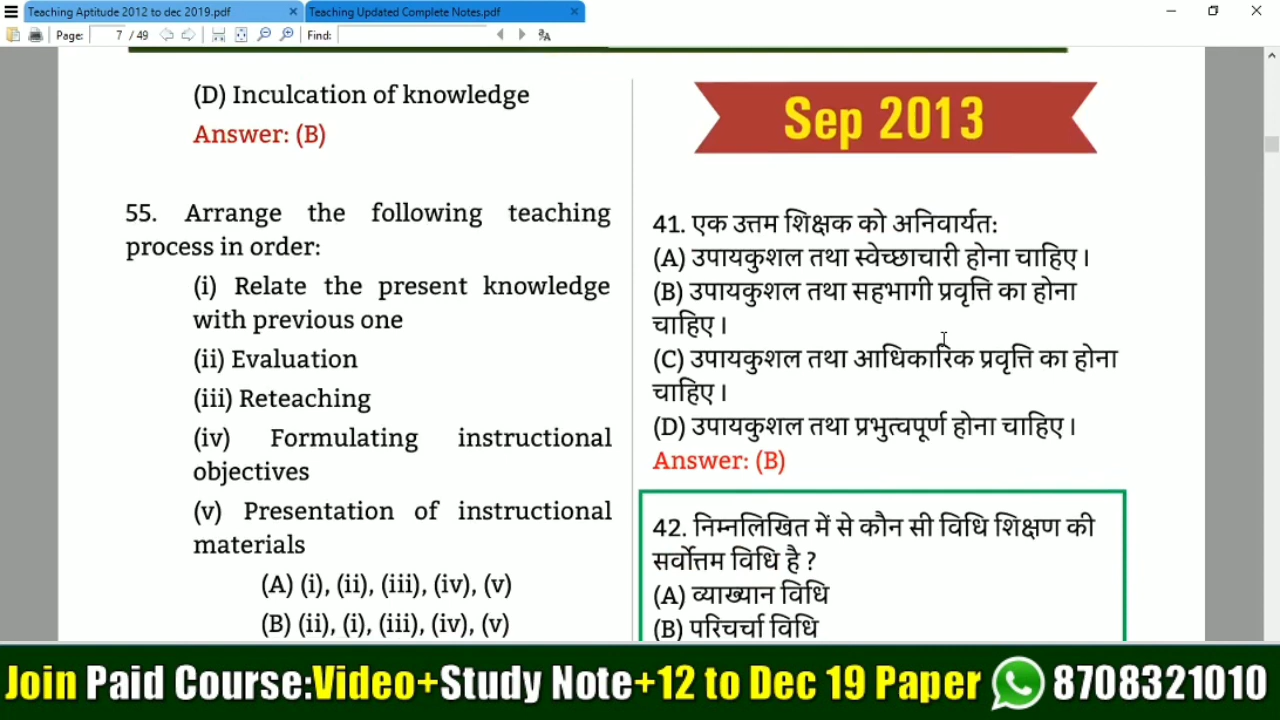 Teaching Aptitude 2012 to dec 2019.pdf
Teaching Updated Complete Notes.pdf
Page: 7 / 49 Find:
(D) Inculcation of knowledge
Answer: (B)
55. Arrange the following teaching
process in order:
(i) Relate the present knowledge
with previous one
(ii) Evaluation
(iii) Reteaching
(iv) Formulating instructional
objectives
(v) Presentation of instructional
materials
(A) (i), (ii), (iii), (iv), (v)
(B) (ii), (i), (iii), (iv), (v)
Sep 2013
41. एक उत्तम शिक्षक को अनिवार्यत:
(A) उपायकुशल तथा स्वेच्छाचारी होना चाहिए।
(B) उपायकुशल तथा सहभागी प्रवृत्ति का होना
चाहिए।
(C) उपायकुशल तथा आधिकारिक प्रवृत्ति का होना
चाहिए।
(D) उपायकुशल तथा प्रभुत्वपूर्ण होना चाहिए।
Answer: (B)
42. निम्नलिखित में से कौन सी विधि शिक्षण की
सर्वोत्तम विधि है ?
(A) व्याख्यान विधि
(B) परिचर्चा विधि
Join Paid Course:Video+Study Note+12 to Dec 19 Paper 8708321010